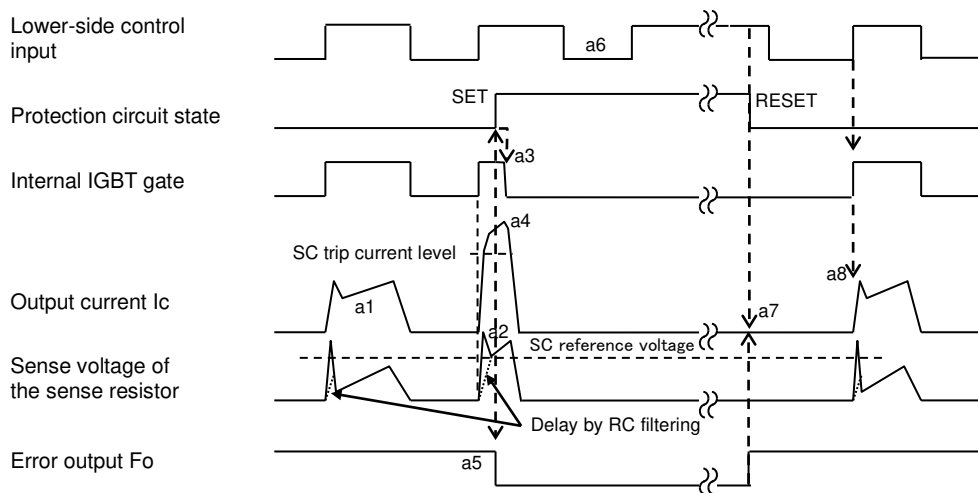 Lower-side control
input
a6
SET
RESET
Protection circuit state
a3
Internal IGBT gate
a4
SC trip current level
a8
Output current Ic
a1
a7
a2
SC reference voltage
Sense voltage of
the sense resistor
Delay by RC filtering
Error output Fo
a5